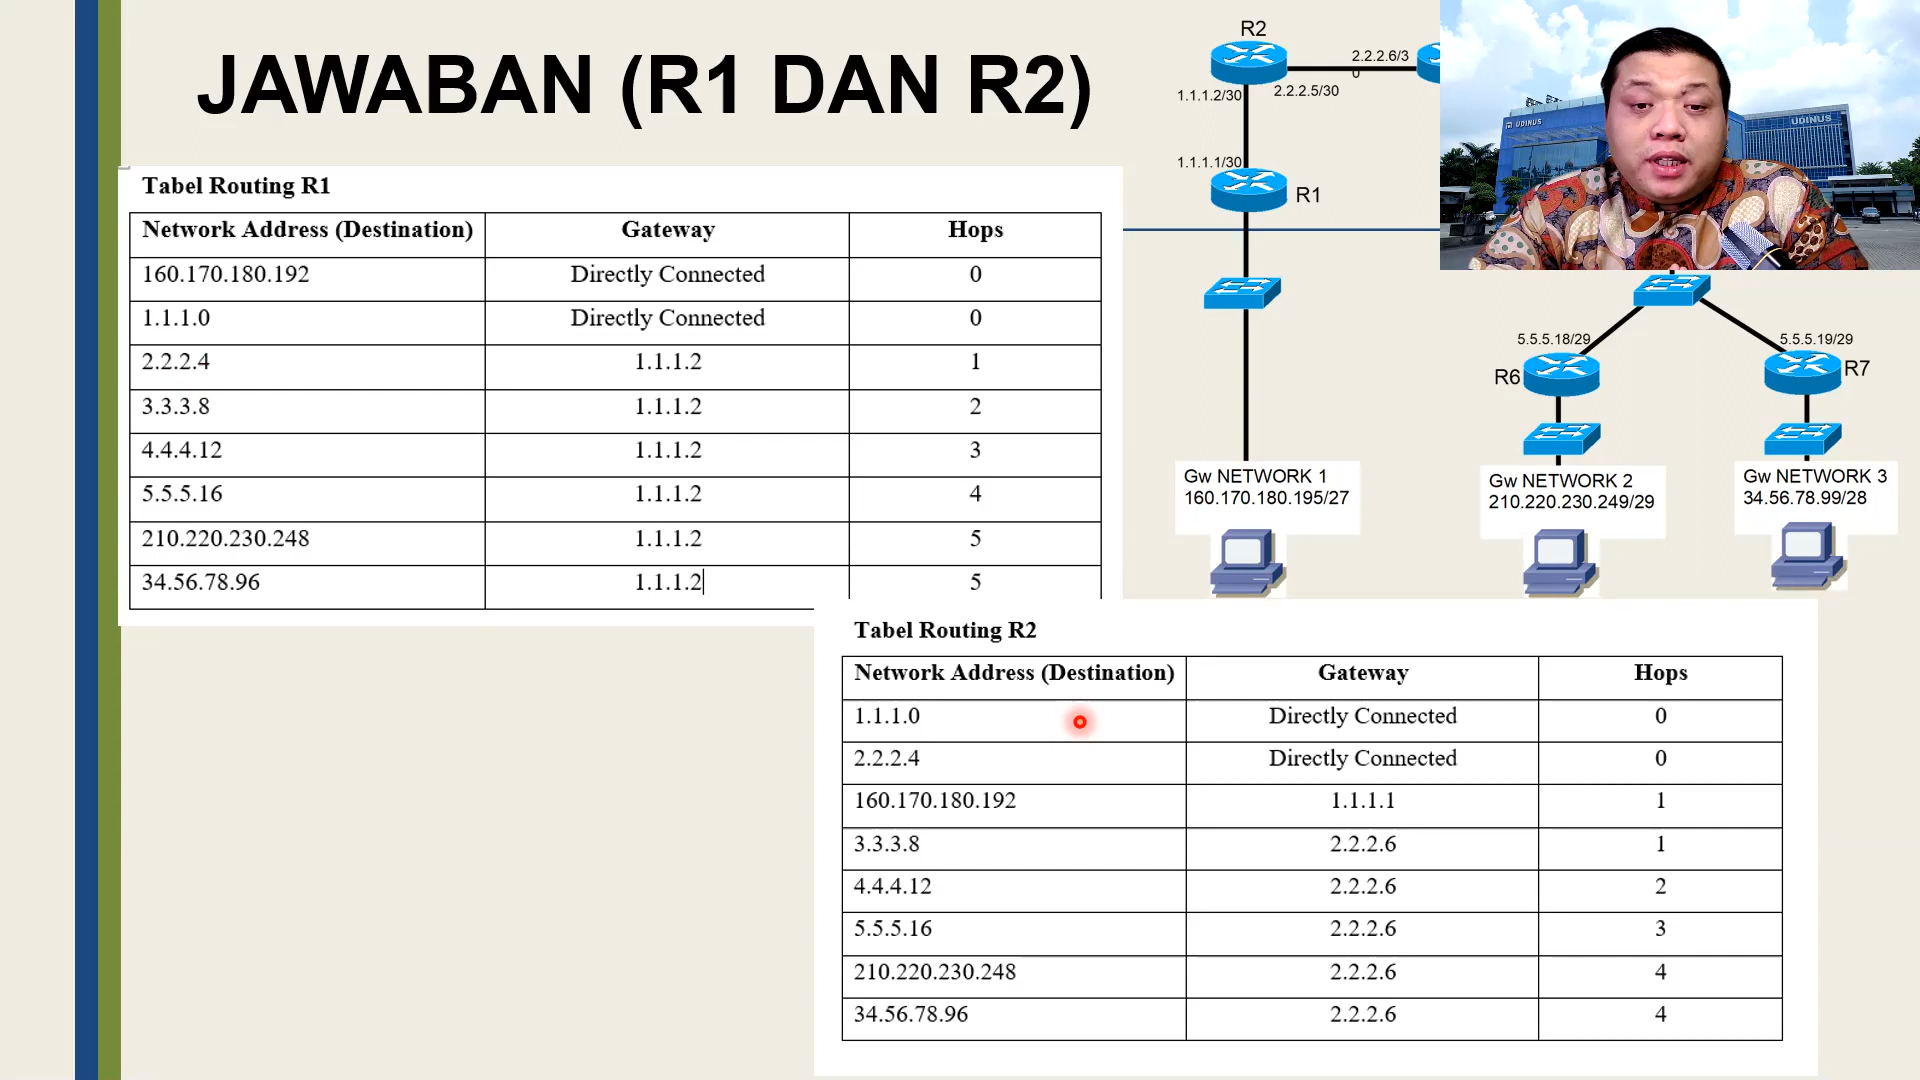 JAWABAN (R1 DAN R2)
Tabel Routing R1
Network Address (Destination) Gateway Hops
160.170.180.192 Directly Connected 0
1.1.1.0 Directly Connected 0
2.2.2.4 1.1.1.2 1
3.3.3.8 1.1.1.2 2
4.4.4.12 1.1.1.2 3
5.5.5.16 1.1.1.2 4
210.220.230.248 1.1.1.2 5
34.56.78.96 1.1.1.2 5
R2
2.2.2.6/3
0
2.2.2.5/30
1.1.1.2/30
1.1.1.1/30
R1
UDINUS
UDINUS
5.5.5.18/29
5.5.5.19/29
R6
R7
Gw NETWORK 1
160.170.180.195/27
Gw NETWORK 2
210.220.230.249/29
Gw NETWORK 3
34.56.78.99/28
Tabel Routing R2
Network Address (Destination) Gateway Hops
1.1.1.0 Directly Connected 0
2.2.2.4 Directly Connected 0
160.170.180.192 1.1.1.1 1
3.3.3.8 2.2.2.6 1
4.4.4.12 2.2.2.6 2
5.5.5.16 2.2.2.6 3
210.220.230.248 2.2.2.6 4
34.56.78.96 2.2.2.6 4